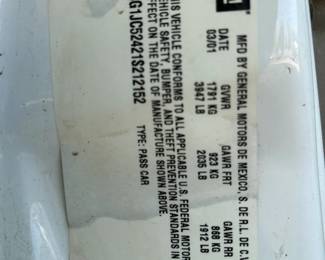 GM
MFD BY GENERAL MOTORS DE MEXICO, S. DE R.L. DE C.V.
DATE GVWR GAWR FRT GAWR RR
03/01 1791 KG 923 KG 868 KG
3947 LB 2035 LB 1912 LB
THIS VEHICLE CONFORMS TO ALL APPLICABLE U.S. FEDERAL MOTOR
VEHICLE SAFETY, BUMPER, AND THEFT PREVENTION STANDARDS IN
EFFECT ON THE DATE OF MANUFACTURE SHOWN ABOVE.
G1JC52421S212152 TYPE: PASS CAR